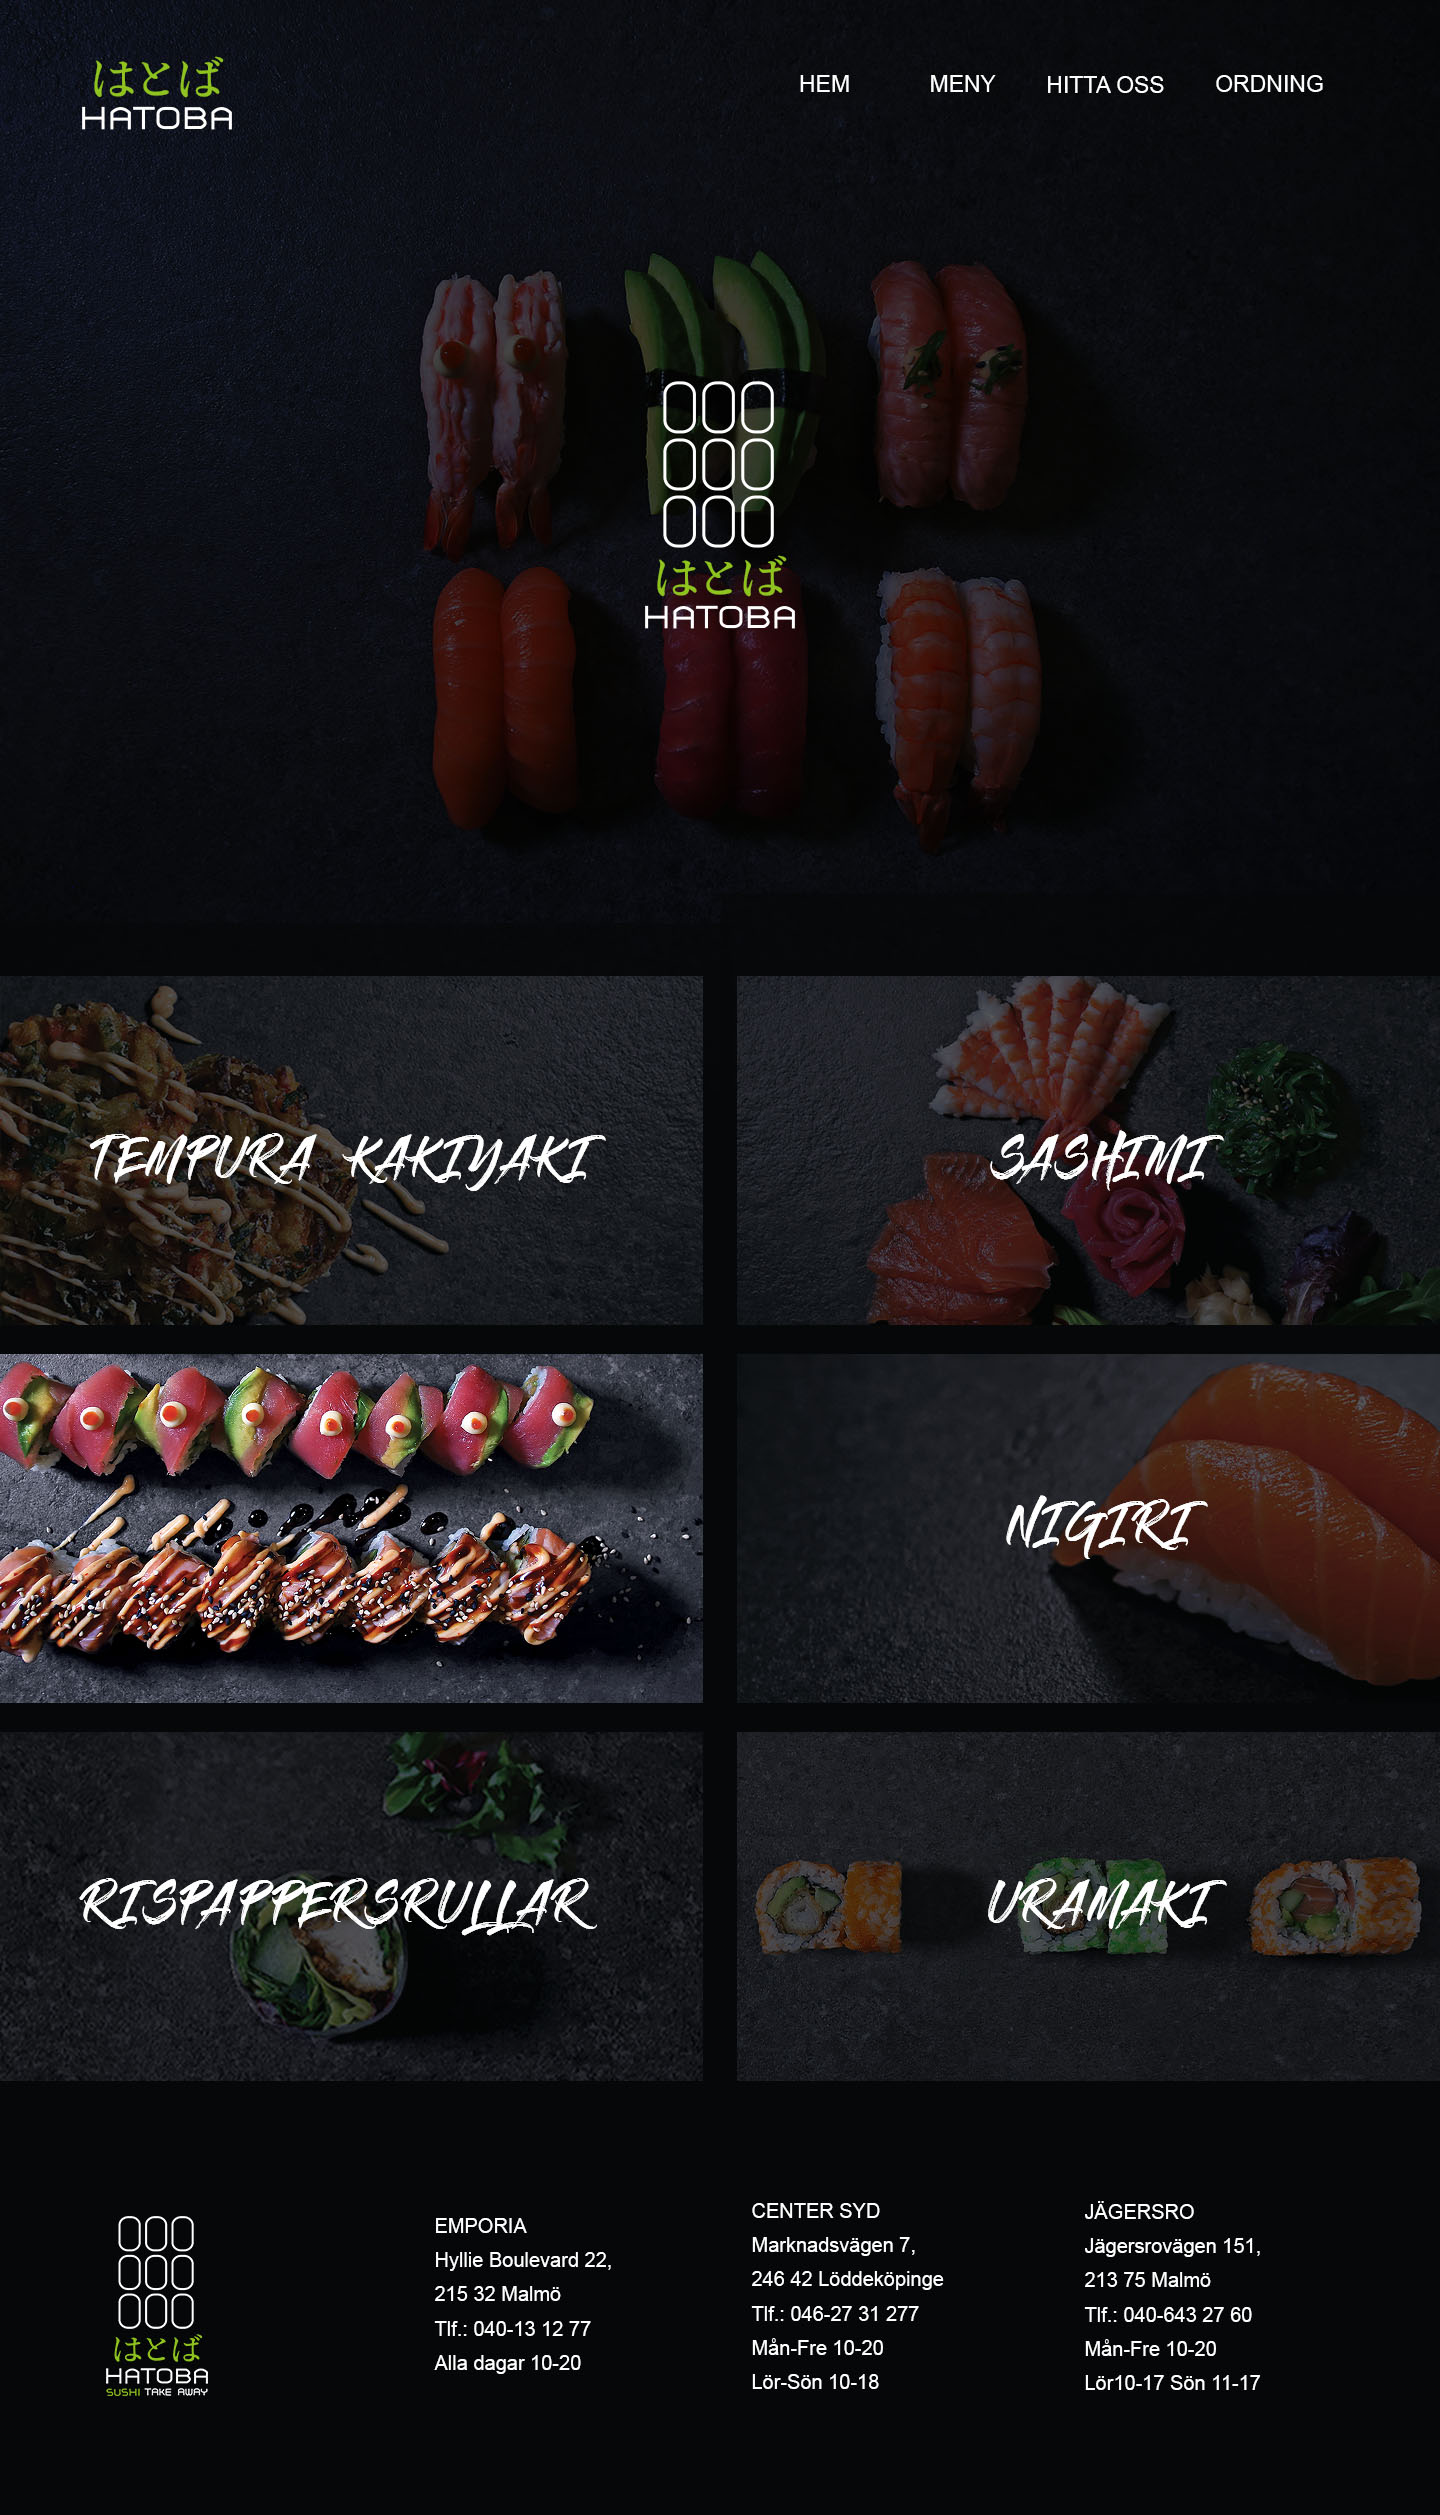 はとば
HATOBA
HEM
MENY
HITTA OSS
ORDNING
はとば
HATOBA
TEMPURA KAKIYAKI
SASHIMI
NIGIRI
RISPAPPERSRULLAR
URAMAKI
はとば
HATOBA
SUSHI TAKE AWAY
EMPORIA
Hyllie Boulevard 22,
215 32 Malmö
Tlf.: 040-13 12 77
Alla dagar 10-20
CENTER SYD
Marknadsvägen 7,
246 42 Löddeköpinge
Tlf.: 046-27 31 277
Mån-Fre 10-20
Lör-Sön 10-18
JÄGERSRO
Jägersrovägen 151,
213 75 Malmö
Tlf.: 040-643 27 60
Mån-Fre 10-20
Lör10-17 Sön 11-17